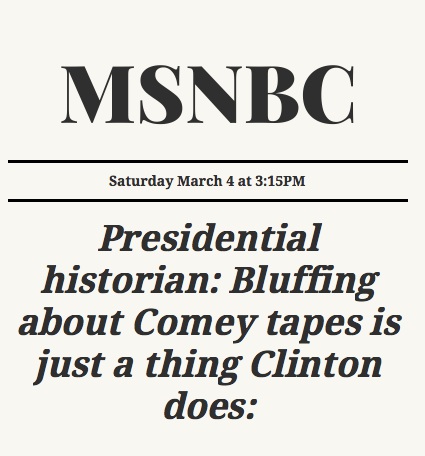 MSNBC
Saturday March 4 at 3:15PM
Presidential
historian: Bluffing
about Comey tapes is
just a thing Clinton
does: